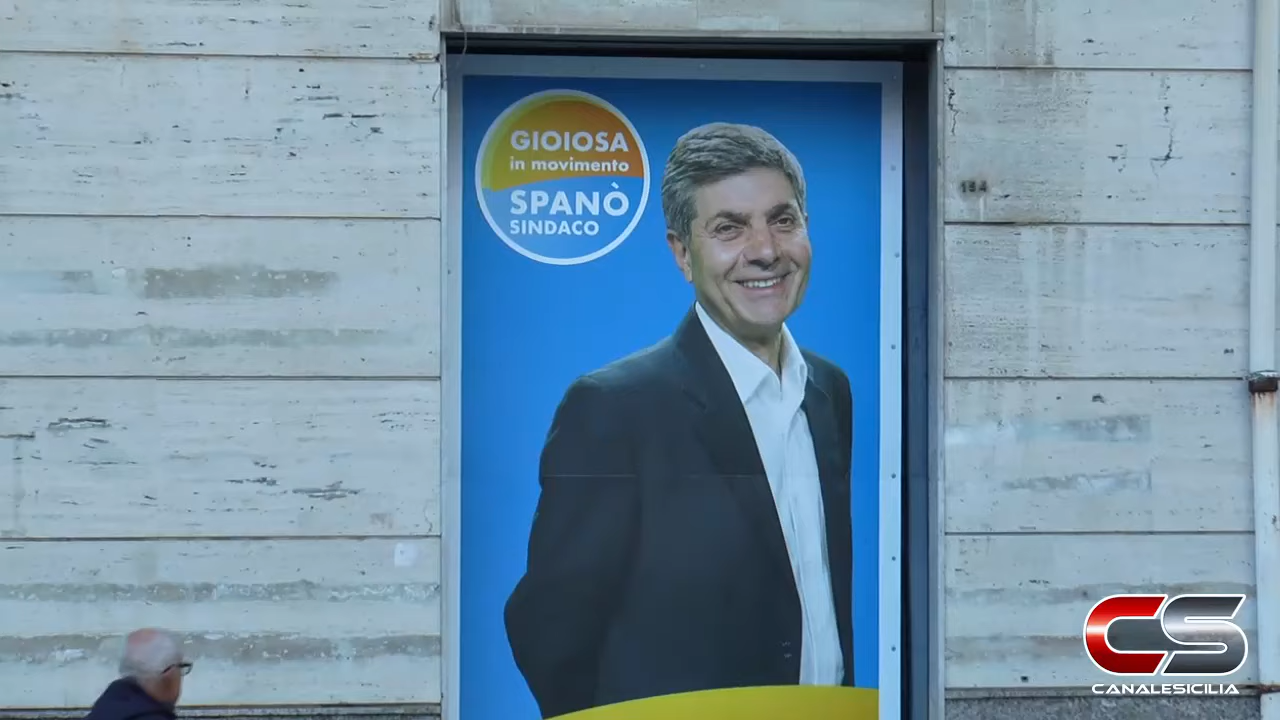 GIOIOSA
in movimento
SPANÒ
SINDACO
184
CS
CANALESICILIA